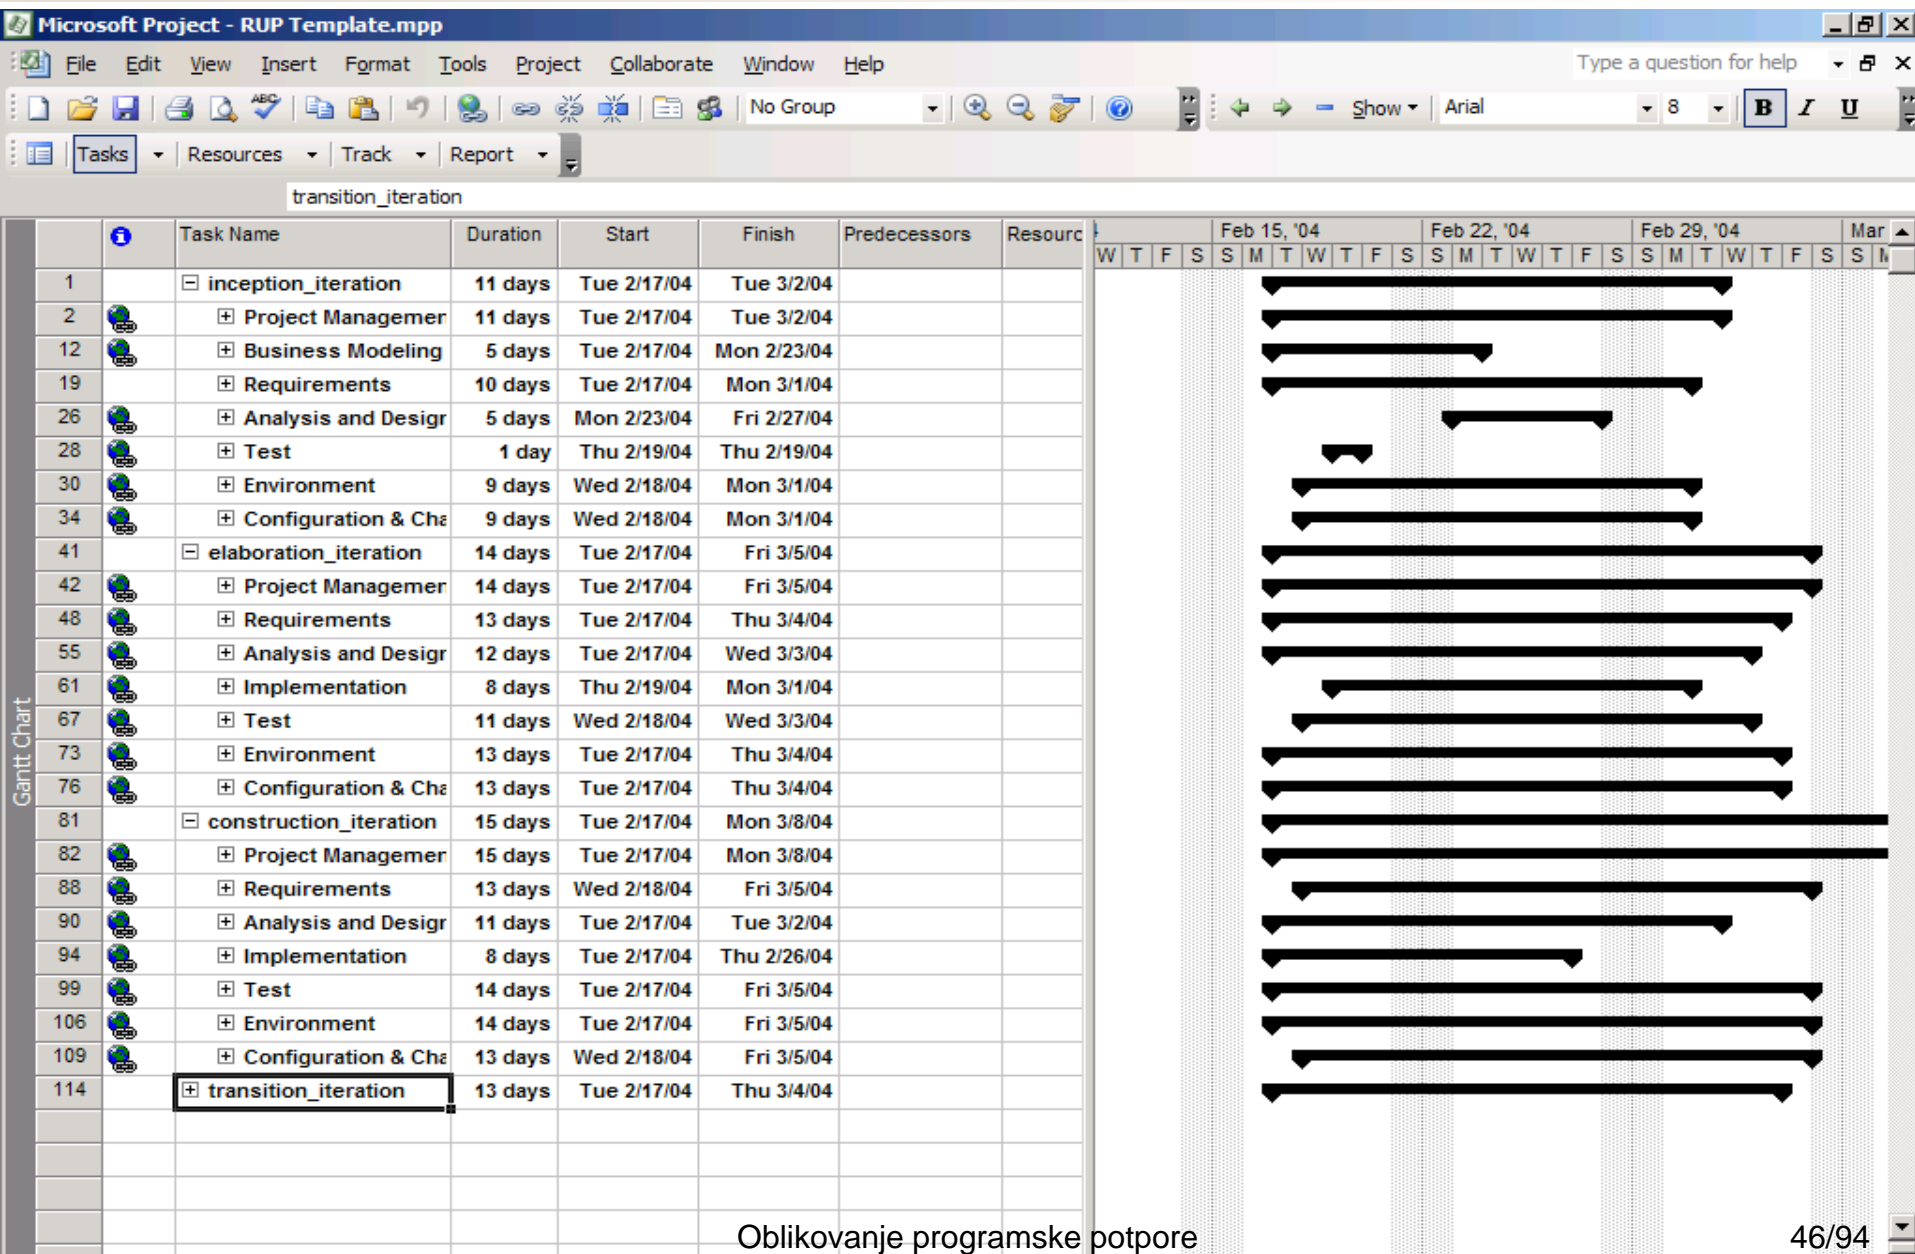 Microsoft Project - RUP Template.mpp
File Edit View Insert Format Tools Project Collaborate Window Help Type a question for help
ABC No Group Show Arial 8 B I U
Tasks Resources Track Report
transition_iteration
Task Name Duration Start Finish Predecessors Resourc Feb 15, '04 Feb 22, '04 Feb 29, '04 Mar
W T F S S M T W T F S S M T W T F S S M T W T F S S
1 inception_iteration 11 days Tue 2/17/04 Tue 3/2/04
2 Project Managemen 11 days Tue 2/17/04 Tue 3/2/04
12 Business Modeling 5 days Tue 2/17/04 Mon 2/23/04
19 Requirements 10 days Tue 2/17/04 Mon 3/1/04
26 Analysis and Desigr 5 days Mon 2/23/04 Fri 2/27/04
28 Test 1 day Thu 2/19/04 Thu 2/19/04
30 Environment 9 days Wed 2/18/04 Mon 3/1/04
34 Configuration & Cha 9 days Wed 2/18/04 Mon 3/1/04
41 elaboration_iteration 14 days Tue 2/17/04 Fri 3/5/04
42 Project Managemen 14 days Tue 2/17/04 Fri 3/5/04
48 Requirements 13 days Tue 2/17/04 Thu 3/4/04
55 Analysis and Desigr 12 days Tue 2/17/04 Wed 3/3/04
61 Implementation 8 days Thu 2/19/04 Mon 3/1/04
67 Test 11 days Wed 2/18/04 Wed 3/3/04
73 Environment 13 days Tue 2/17/04 Thu 3/4/04
76 Configuration & Cha 13 days Tue 2/17/04 Thu 3/4/04
81 construction_iteration 15 days Tue 2/17/04 Mon 3/8/04
82 Project Managemen 15 days Tue 2/17/04 Mon 3/8/04
88 Requirements 13 days Wed 2/18/04 Fri 3/5/04
90 Analysis and Desigr 11 days Tue 2/17/04 Tue 3/2/04
94 Implementation 8 days Tue 2/17/04 Thu 2/26/04
99 Test 14 days Tue 2/17/04 Fri 3/5/04
106 Environment 14 days Tue 2/17/04 Fri 3/5/04
109 Configuration & Cha 13 days Wed 2/18/04 Fri 3/5/04
114 transition_iteration 13 days Tue 2/17/04 Thu 3/4/04
Gantt Chart
Oblikovanje programske potpore 46/94